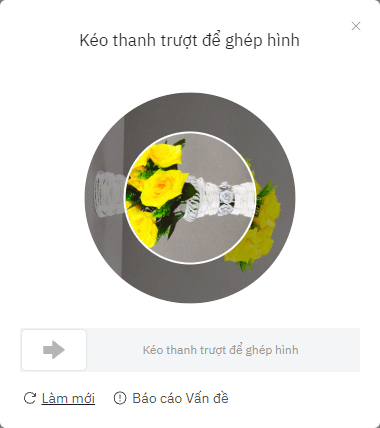 Kéo thanh trượt để ghép hình
Kéo thanh trượt để ghép hình
Làm mới
Báo cáo Vấn đề